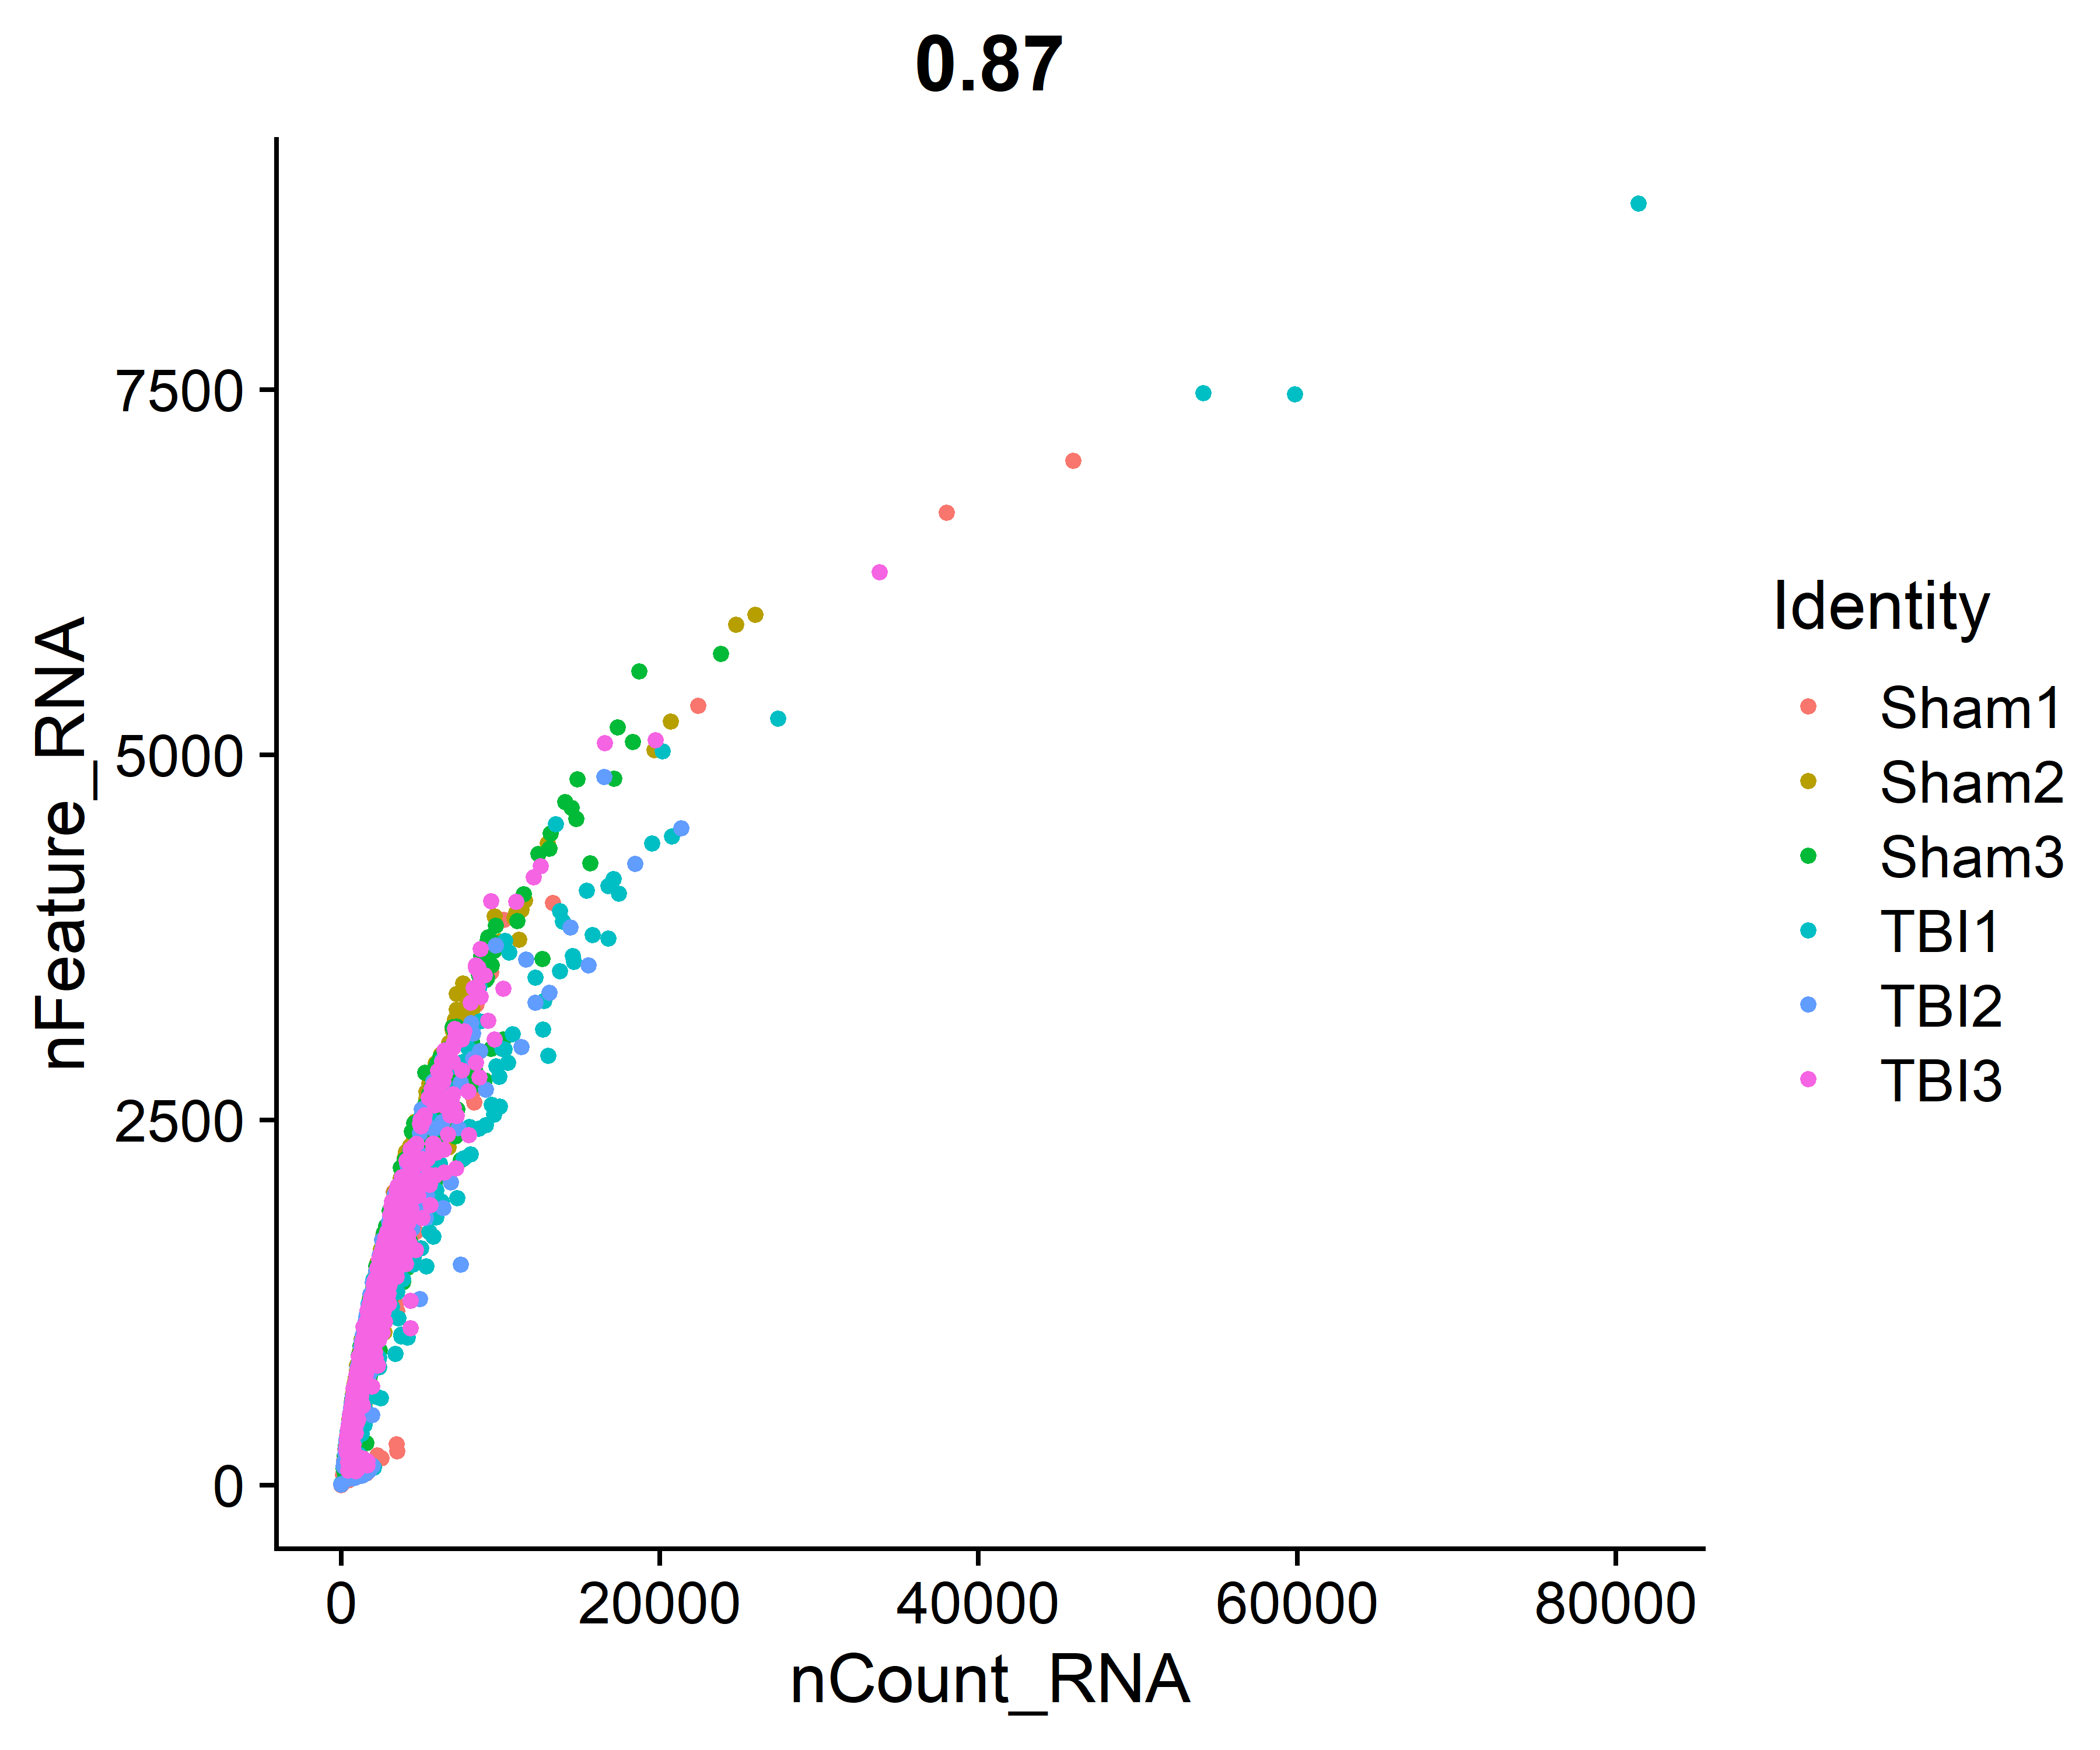 0.87
nFeature_RNA
7500
5000
2500
0
0 20000 40000 60000 80000
nCount_RNA
Identity
Sham1
Sham2
Sham3
TBI1
TBI2
TBI3